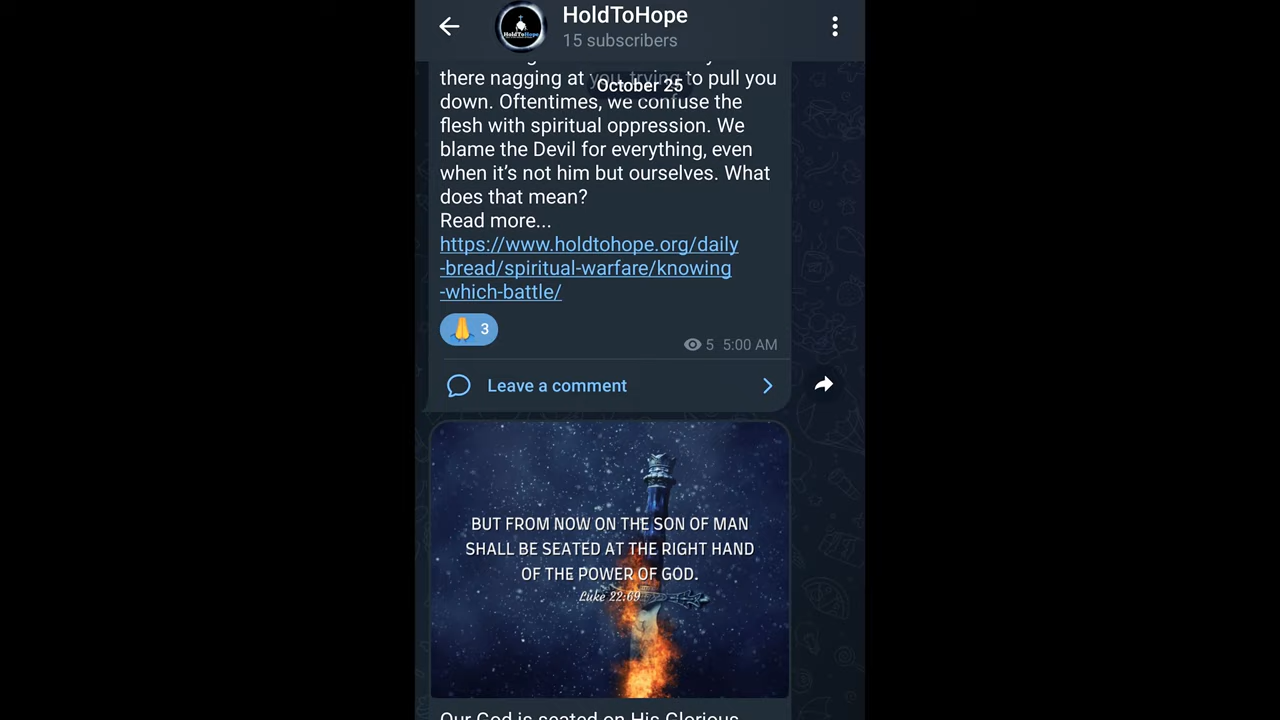 HoldToHope
15 subscribers
HoldToHope
there nagging at you, trying to pull you
October 25
down. Oftentimes, we confuse the
flesh with spiritual oppression. We
blame the Devil for everything, even
when it’s not him but ourselves. What
does that mean?
Read more...
https://www.holdtohope.org/daily
-bread/spiritual-warfare/knowing
-which-battle/
🙏 3
5 5:00 AM
Leave a comment
BUT FROM NOW ON THE SON OF MAN
SHALL BE SEATED AT THE RIGHT HAND
OF THE POWER OF GOD.
Luke 22:69
Our God is seated on His Glorious